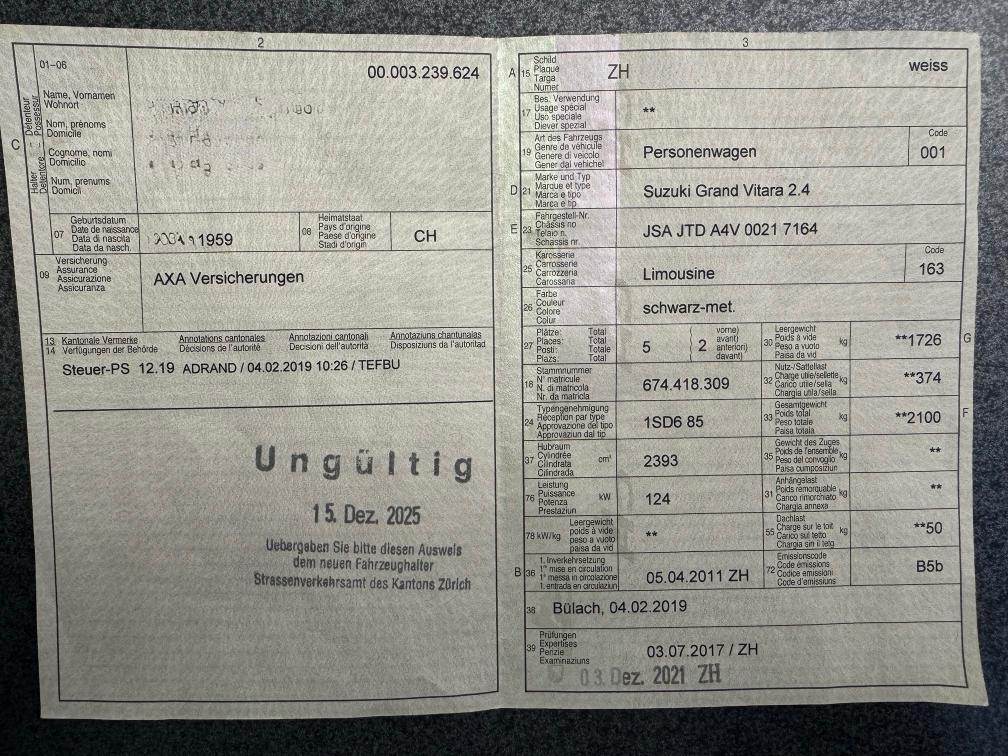 2
01-06
00.003.239.624
C
Halter Détenteur
Detentore Possessur
Name, Vornamen
Wohnort
Nom, prénoms
Domicile
Cognome, nomi
Domicilio
Num, prenums
Domicil
07
Geburtsdatum
Date de naissance
Data di nascita
Data da nasch.
1959
08
Heimatstaat
Pays d'origine
Paese d'origine
Stadi d'origin
CH
09
Versicherung
Assurance
Assicurazione
Assicuranza
AXA Versicherungen
13 Kantonale Vermerke Annotations cantonales Annotazioni cantonali Annotaziuns chantunalas
14 Verfügungen der Behörde Décisions de l'autorité Decisioni dell'autorità Disposiziuns da l'autoritad
Steuer-PS 12.19 ADRAND / 04.02.2019 10:26 / TEFBU
Ungültig
15. Dez. 2025
Uebergeben Sie bitte diesen Ausweis
dem neuen Fahrzeughalter
Strassenverkehrsamt des Kantons Zürich
3
A 15
Schild
Plaque
Targa
Numer
ZH
weiss
17
Bes. Verwendung
Usage spécial
Uso speciale
Diever spezial
**
19
Art des Fahrzeugs
Genre de véhicule
Genere di veicolo
Gener dal vehichel
Personenwagen
Code
001
D 21
Marke und Typ
Marque et type
Marca e tipo
Marca e tip
Suzuki Grand Vitara 2.4
E 23
Fahrgestell-Nr.
Châssis no
Telaio n.
Schassis nr.
JSA JTD A4V 0021 7164
25
Karosserie
Carrosserie
Carrozzeria
Carossaria
Limousine
Code
163
26
Farbe
Couleur
Colore
Colur
schwarz-met.
27
Plätze: Total
Places: Total
Posti: Totale
Plazs: Total
5
2
vorne)
avant)
anteriori)
davant)
30
Leergewicht
Poids à vide
Peso a vuoto
Paisa da vid
kg
**1726
G
18
Stammnummer
N° matricule
N. di matricola
Nr. da matricla
674.418.309
32
Nutz-/Sattellast
Charge utile/sellette
Carico utile/sella
Chargia utila/sella
kg
**374
24
Typengenehmigung
Réception par type
Approvazione del tipo
Approvaziun dal tip
1SD6 85
33
Gesamtgewicht
Poids total
Peso totale
Paisa totala
kg
**2100
F
37
Hubraum
Cylindrée
Cilindrata
Cilindrada
cm³
2393
35
Gewicht des Zuges
Poids de l'ensemble
Peso del convoglio
Paisa cumposiziun
kg
**
76
Leistung
Puissance
Potenza
Prestaziun
kW
124
31
Anhängelast
Poids remorquable
Carico rimorchiato
Chargia annexa
kg
**
78 kW/kg
Leergewicht
poids à vide
peso a vuoto
paisa da vid
**
55
Dachlast
Charge sur le toit
Carico sul tetto
Chargia sin il tetg
kg
**50
B 36
1. Inverkehrsetzung
1re mise en circulation
1a messa in circolazione
1. entrada en circulaziun
05.04.2011 ZH
72
Emissionscode
Code émissions
Codice emissioni
Code d'emissiuns
B5b
38
Bülach, 04.02.2019
39
Prüfungen
Expertises
Perizie
Examinaziuns
03.07.2017 / ZH
03. Dez. 2021 ZH